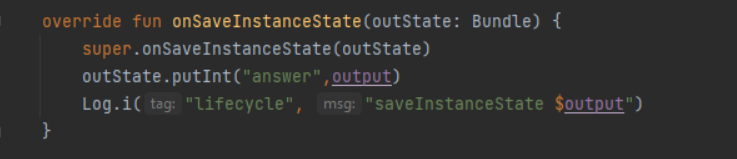 override fun onSaveInstanceState(outState: Bundle) {
super.onSaveInstanceState(outState)
outState.putInt("answer",output)
Log.i( tag: "lifecycle", msg: "saveInstanceState $output")
}